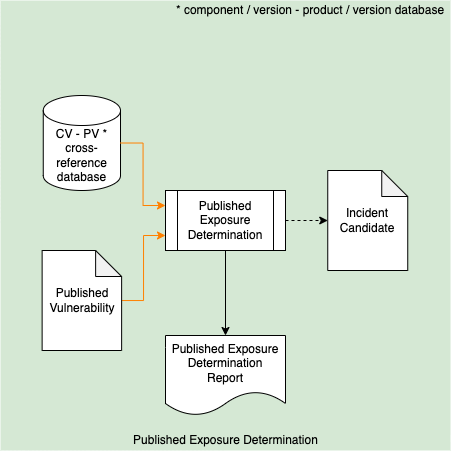 * component / version - product / version database
CV - PV *
cross-
reference
database
Published
Exposure
Determination
Incident
Candidate
Published
Vulnerability
Published Exposure
Determination
Report
Published Exposure Determination